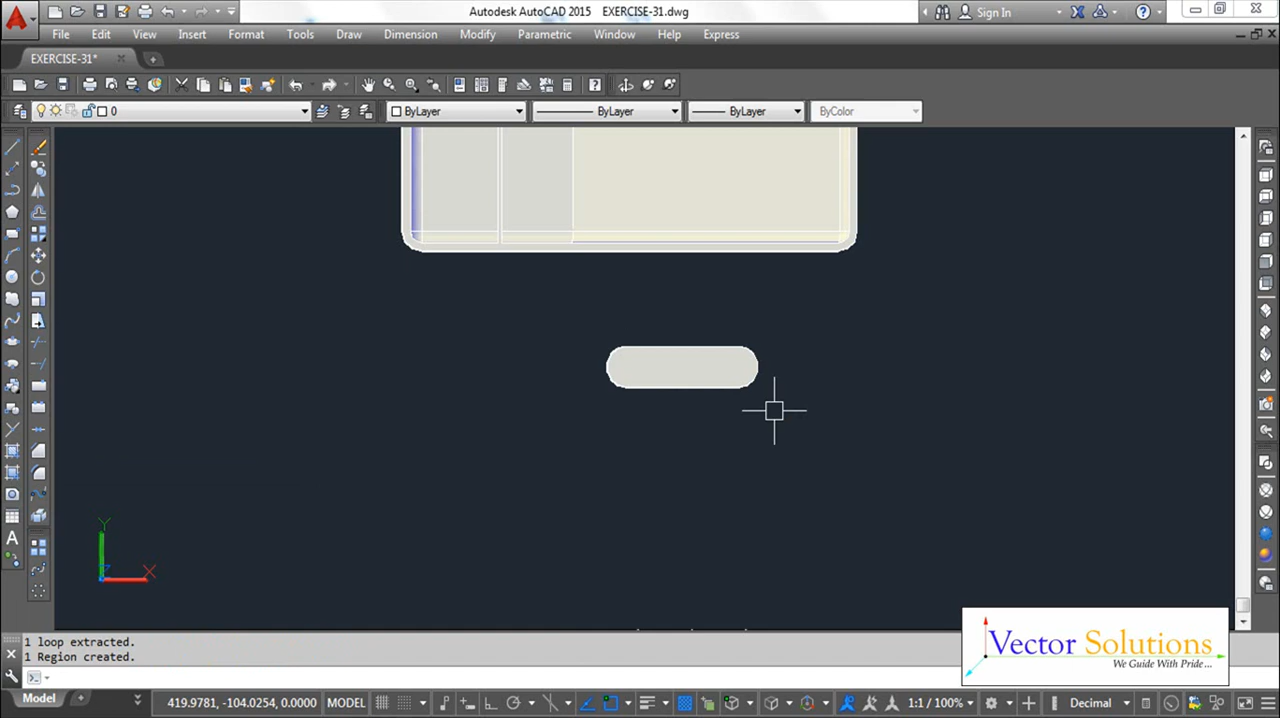 Autodesk AutoCAD 2015 EXERCISE-31.dwg
Sign In
File Edit View Insert Format Tools Draw Dimension Modify Parametric Window Help Express
EXERCISE-31*
0
ByLayer
ByLayer
ByLayer
ByColor
A
Y
X
Z
1 loop extracted.
1 Region created.
Vector Solutions
We Guide With Pride ...
Model
419.9781, -104.0254, 0.0000 MODEL
1:1 / 100%
Decimal